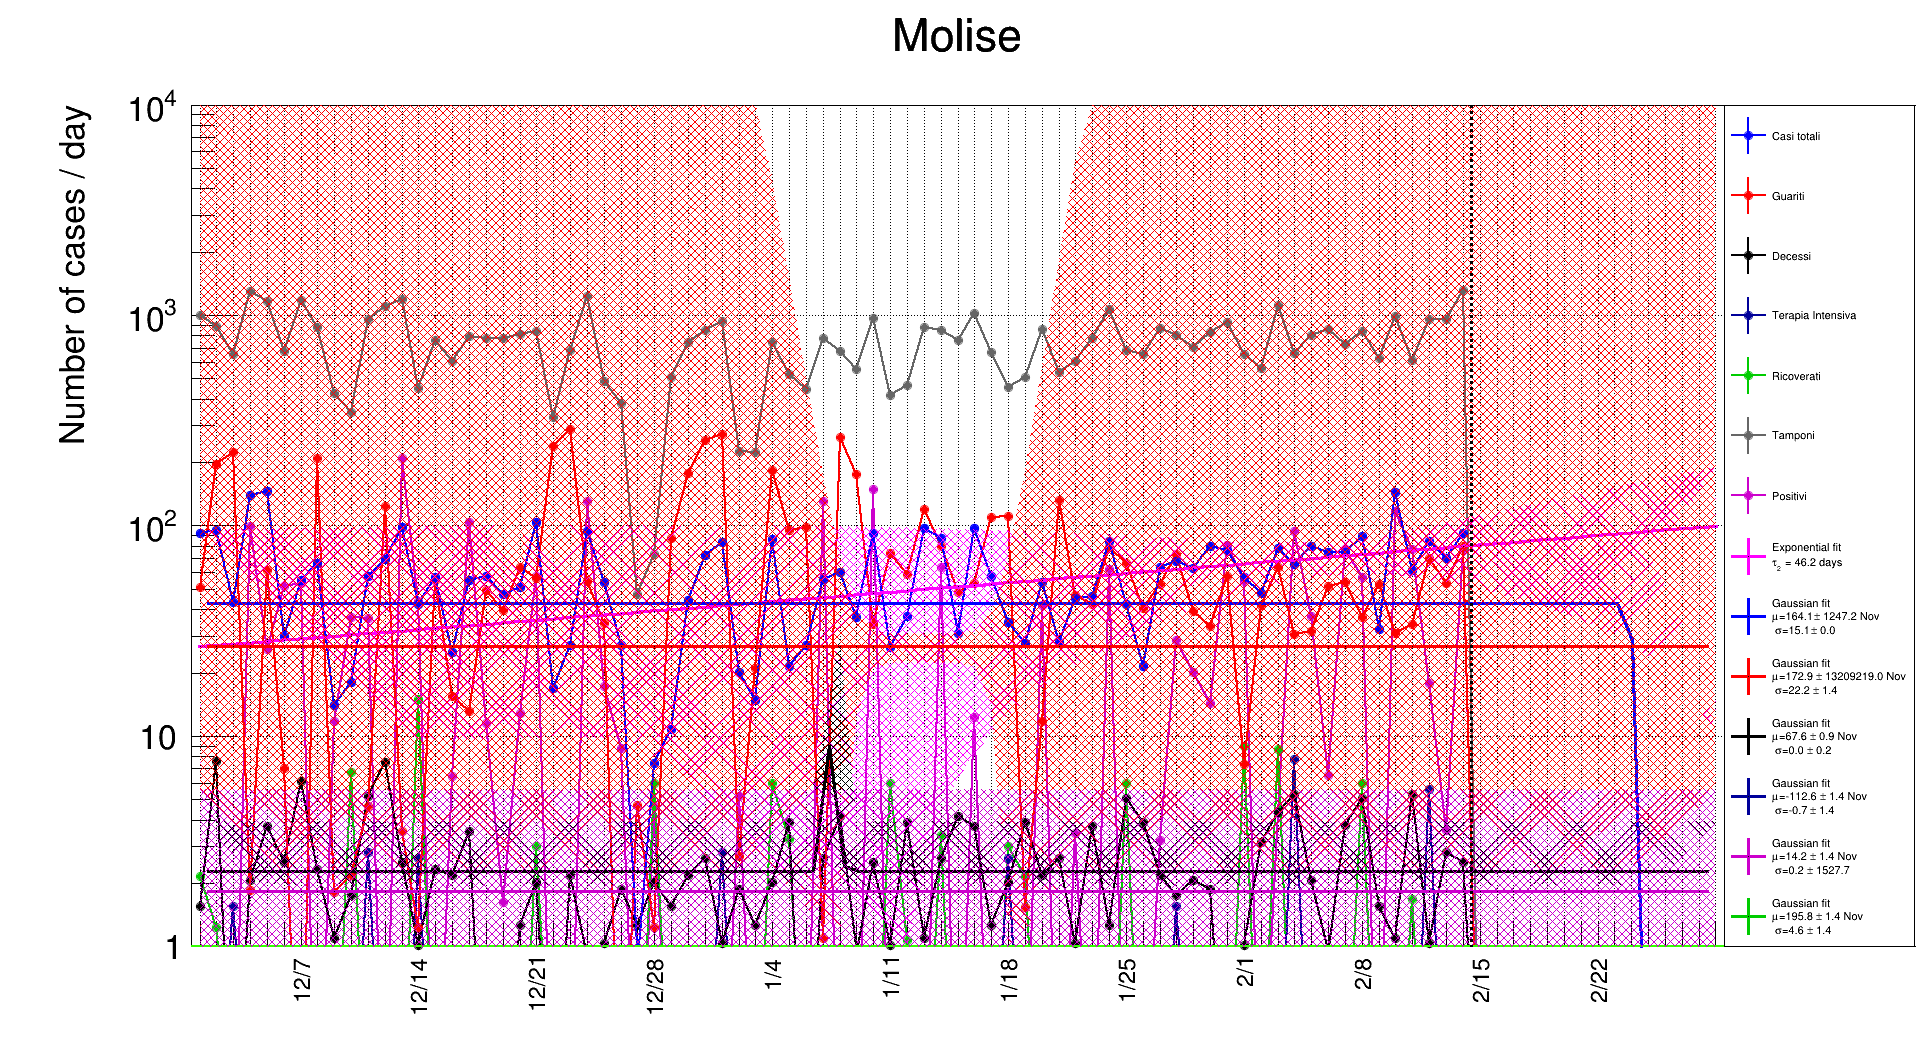 Molise
Number of cases / day
10^4
10^3
10^2
10
1
12/7
12/14
12/21
12/28
1/4
1/11
1/18
1/25
2/1
2/8
2/15
2/22
Casi totali
Guariti
Decessi
Terapia Intensiva
Ricoverati
Tamponi
Positivi
Exponential fit
τ₂ = 46.2 days
Gaussian fit
μ=164.1 ± 1247.2 Nov
σ=15.1 ± 0.0
Gaussian fit
μ=172.9 ± 13209219.0 Nov
σ=22.2 ± 1.4
Gaussian fit
μ=67.6 ± 0.9 Nov
σ=0.0 ± 0.2
Gaussian fit
μ=-112.6 ± 1.4 Nov
σ=-0.7 ± 1.4
Gaussian fit
μ=14.2 ± 1.4 Nov
σ=0.2 ± 1527.7
Gaussian fit
μ=195.8 ± 1.4 Nov
σ=4.6 ± 1.4